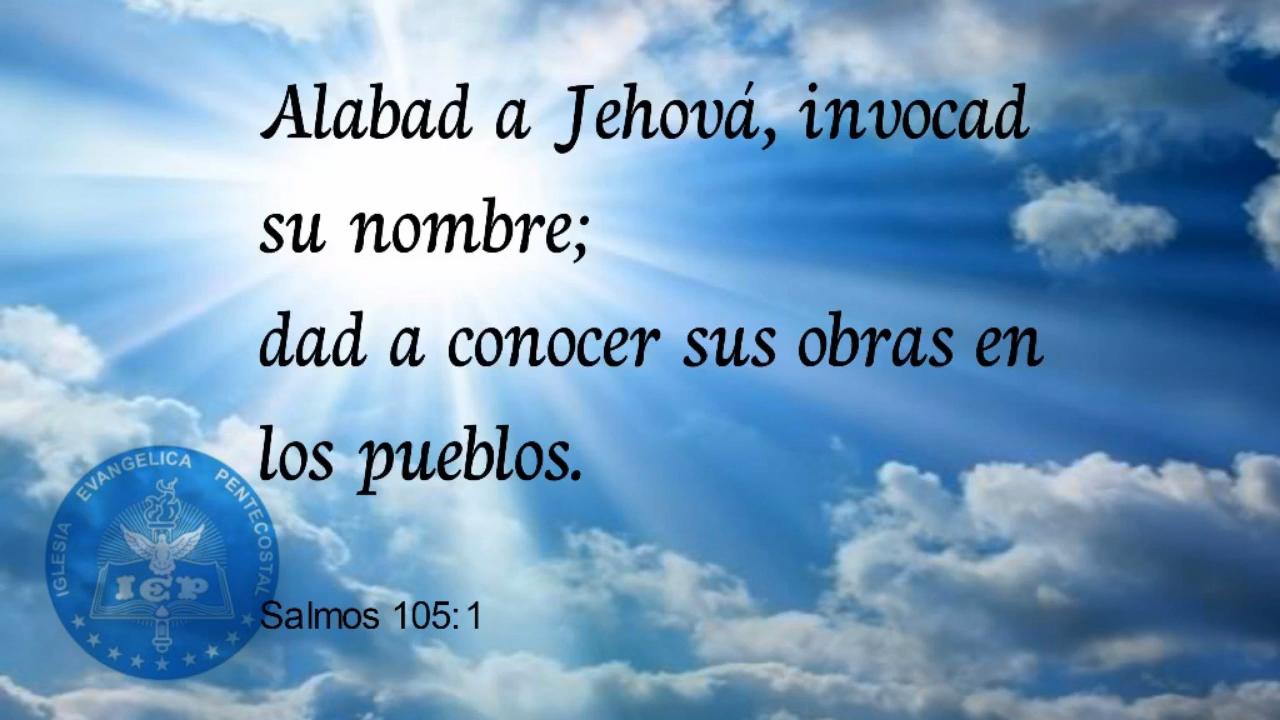 Alabad a Jehová, invocad
su nombre;
dad a conocer sus obras en
los pueblos.
IGLESIA EVANGELICA PENTECOSTAL
IEP
Salmos 105:1